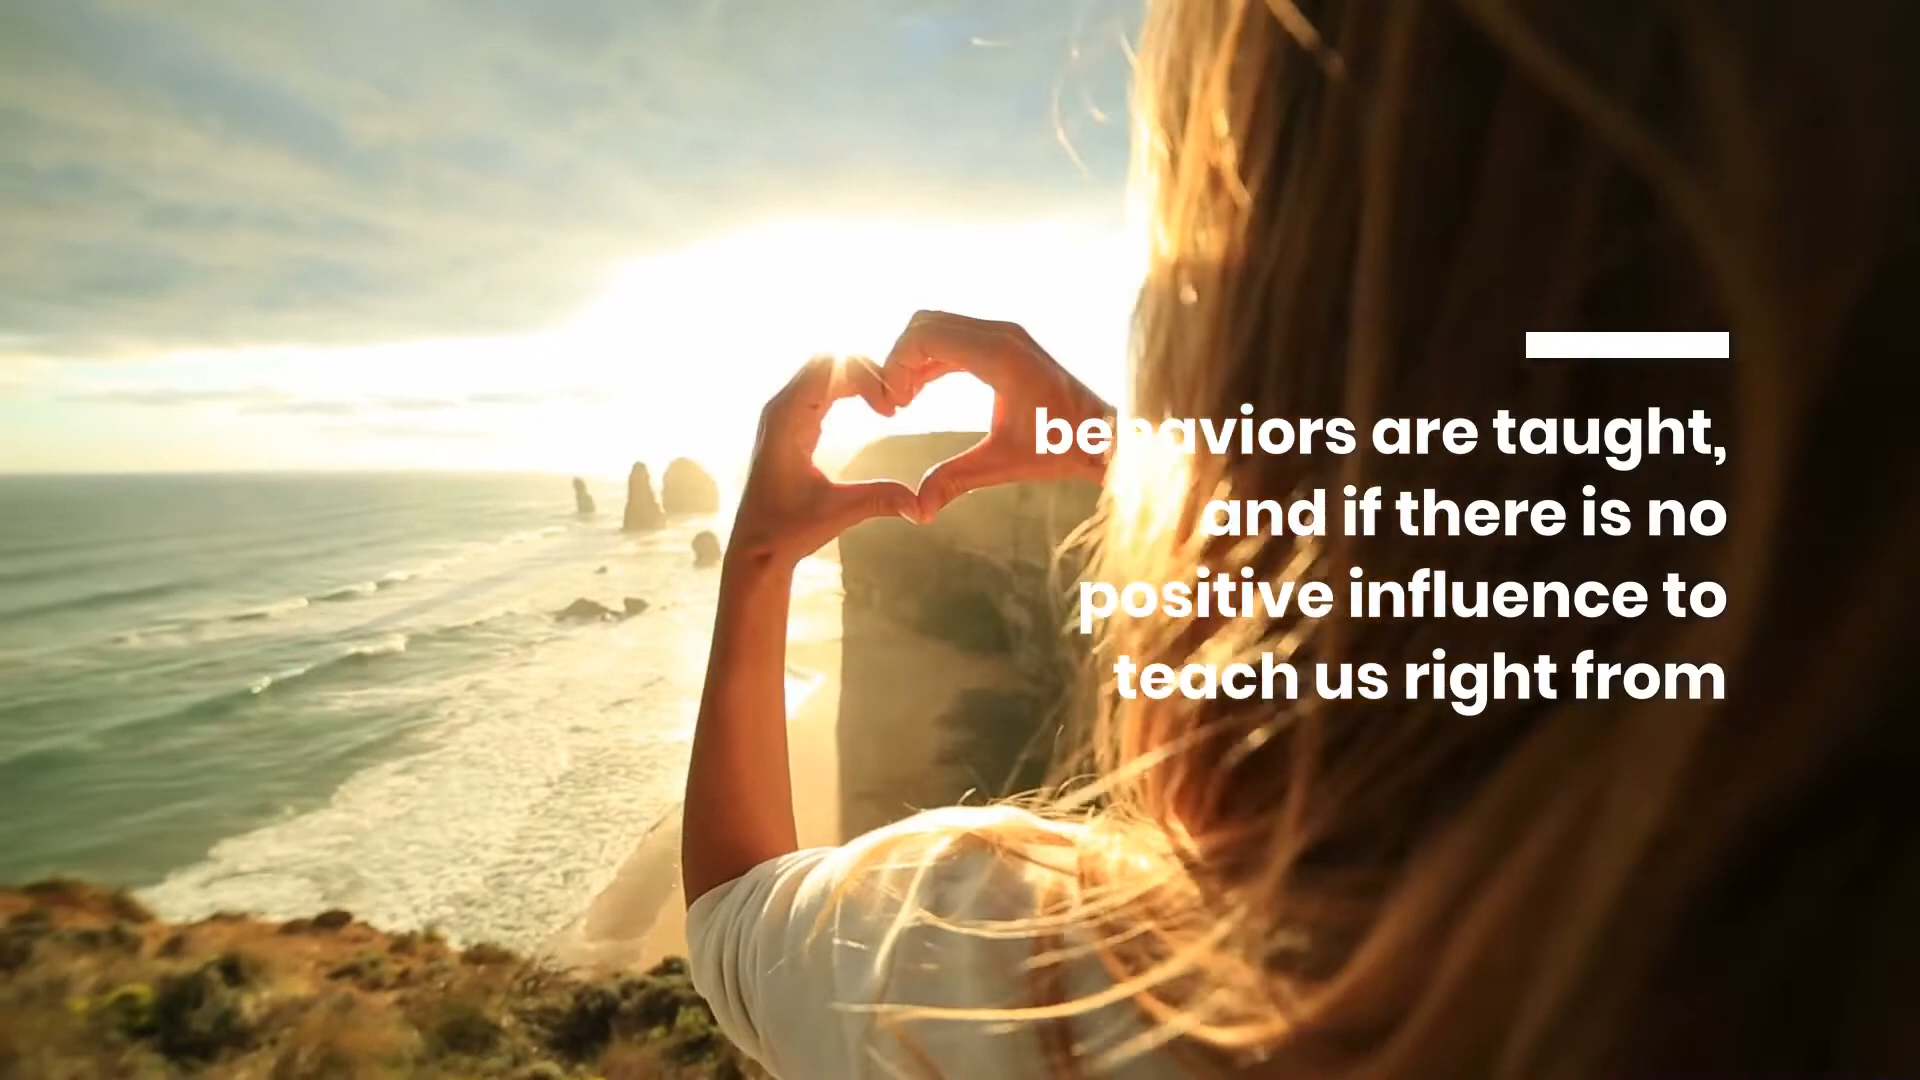 behaviors are taught,
and if there is no
positive influence to
teach us right from